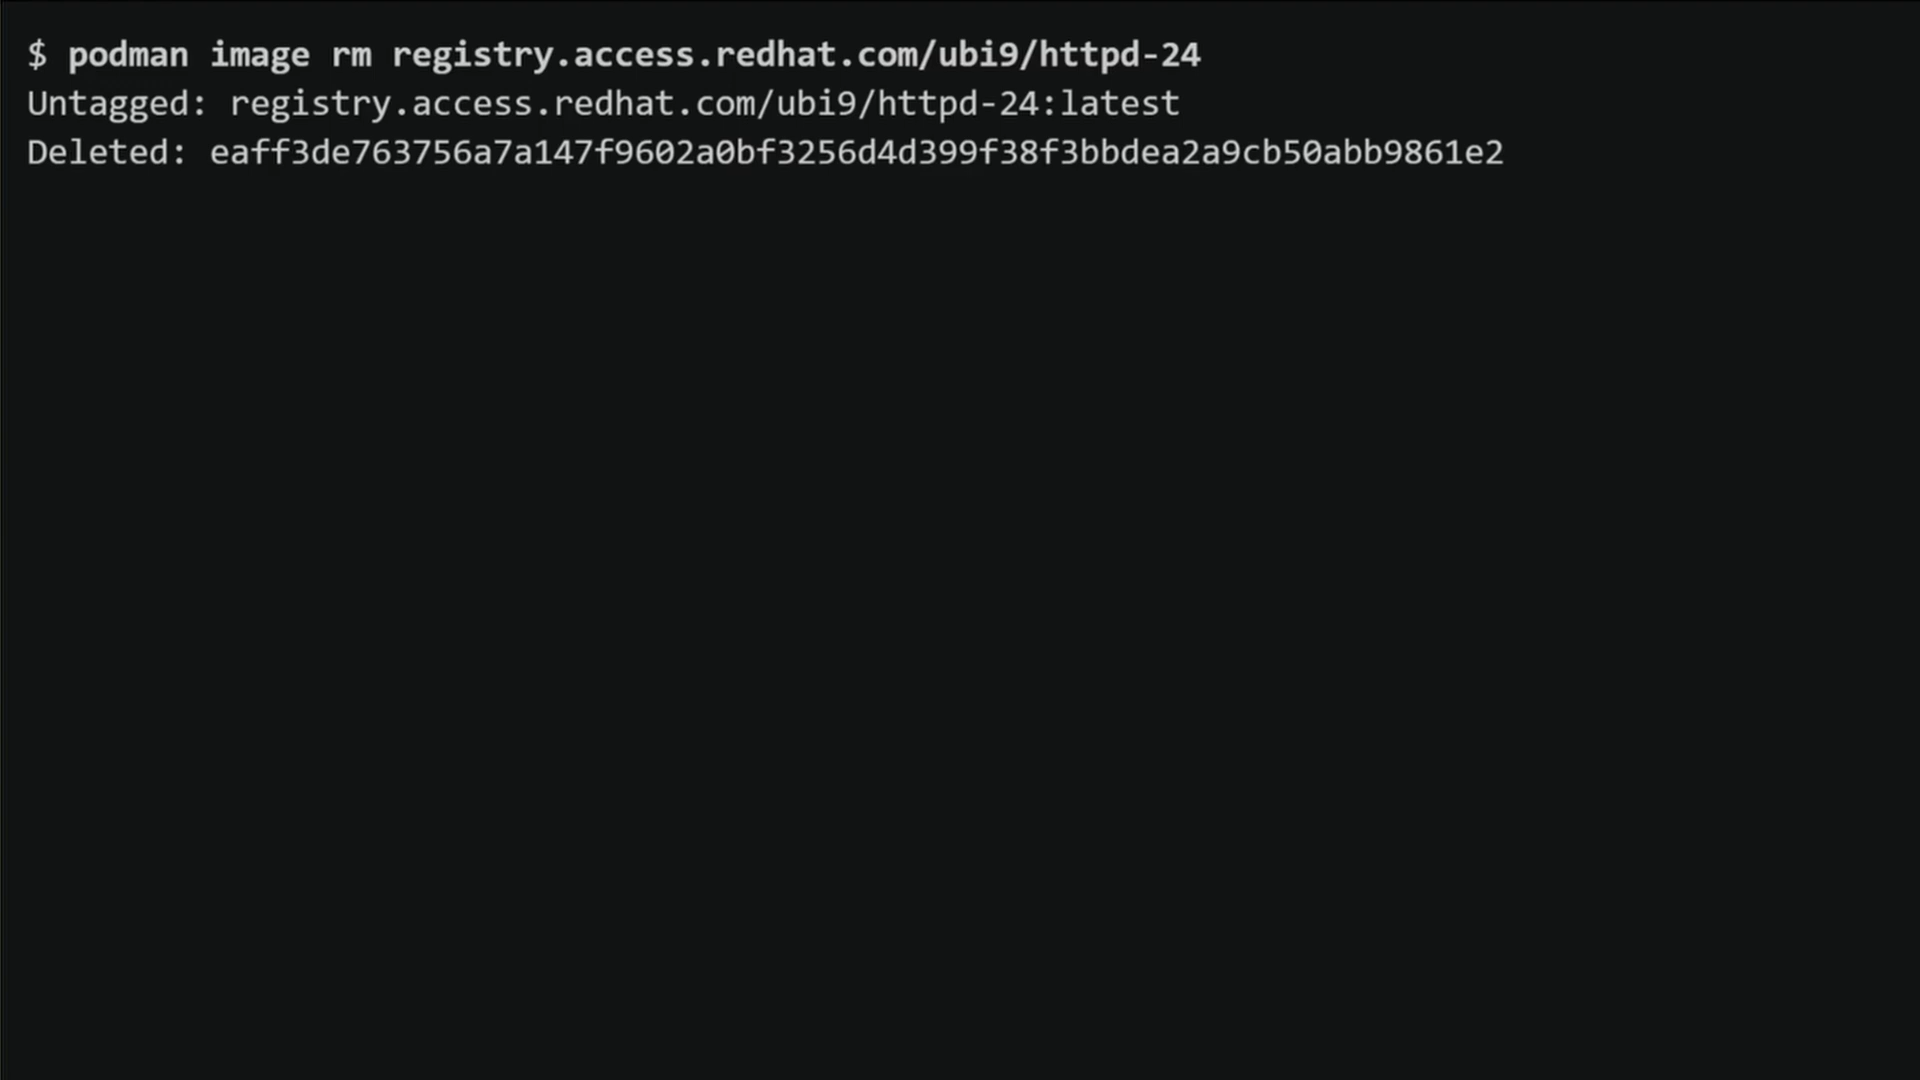 $ podman image rm registry.access.redhat.com/ubi9/httpd-24
Untagged: registry.access.redhat.com/ubi9/httpd-24:latest
Deleted: eaff3de763756a7a147f9602a0bf3256d4d399f38f3bbdea2a9cb50abb9861e2